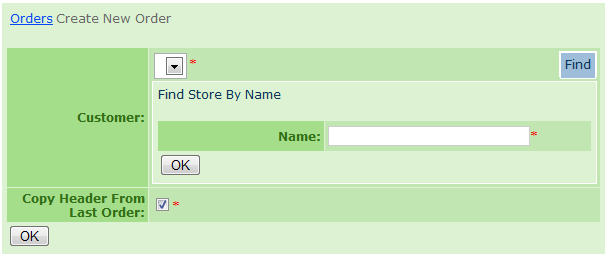 Orders Create New Order
* Find
Customer:
Find Store By Name
Name: *
OK
Copy Header From
Last Order: *
OK